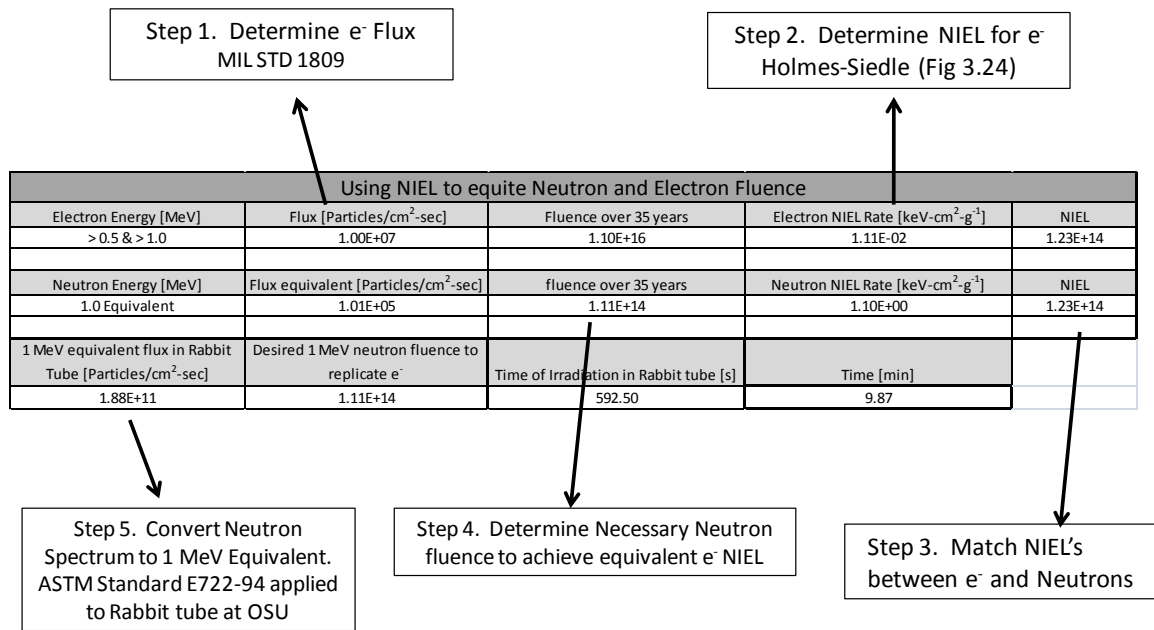 Step 1. Determine e- Flux
MIL STD 1809
Step 2. Determine NIEL for e-
Holmes-Siedle (Fig 3.24)
Using NIEL to equite Neutron and Electron Fluence
Electron Energy [MeV] Flux [Particles/cm²-sec] Fluence over 35 years Electron NIEL Rate [keV-cm²-g⁻¹] NIEL
> 0.5 & > 1.0 1.00E+07 1.10E+16 1.11E-02 1.23E+14
Neutron Energy [MeV] Flux equivalent [Particles/cm²-sec] fluence over 35 years Neutron NIEL Rate [keV-cm²-g⁻¹] NIEL
1.0 Equivalent 1.01E+05 1.11E+14 1.10E+00 1.23E+14
1 MeV equivalent flux in Rabbit Desired 1 MeV neutron fluence to
Tube [Particles/cm²-sec] replicate e- Time of Irradiation in Rabbit tube [s] Time [min]
1.88E+11 1.11E+14 592.50 9.87
Step 5. Convert Neutron
Spectrum to 1 MeV Equivalent.
ASTM Standard E722-94 applied
to Rabbit tube at OSU
Step 4. Determine Necessary Neutron
fluence to achieve equivalent e- NIEL
Step 3. Match NIEL's
between e- and Neutrons